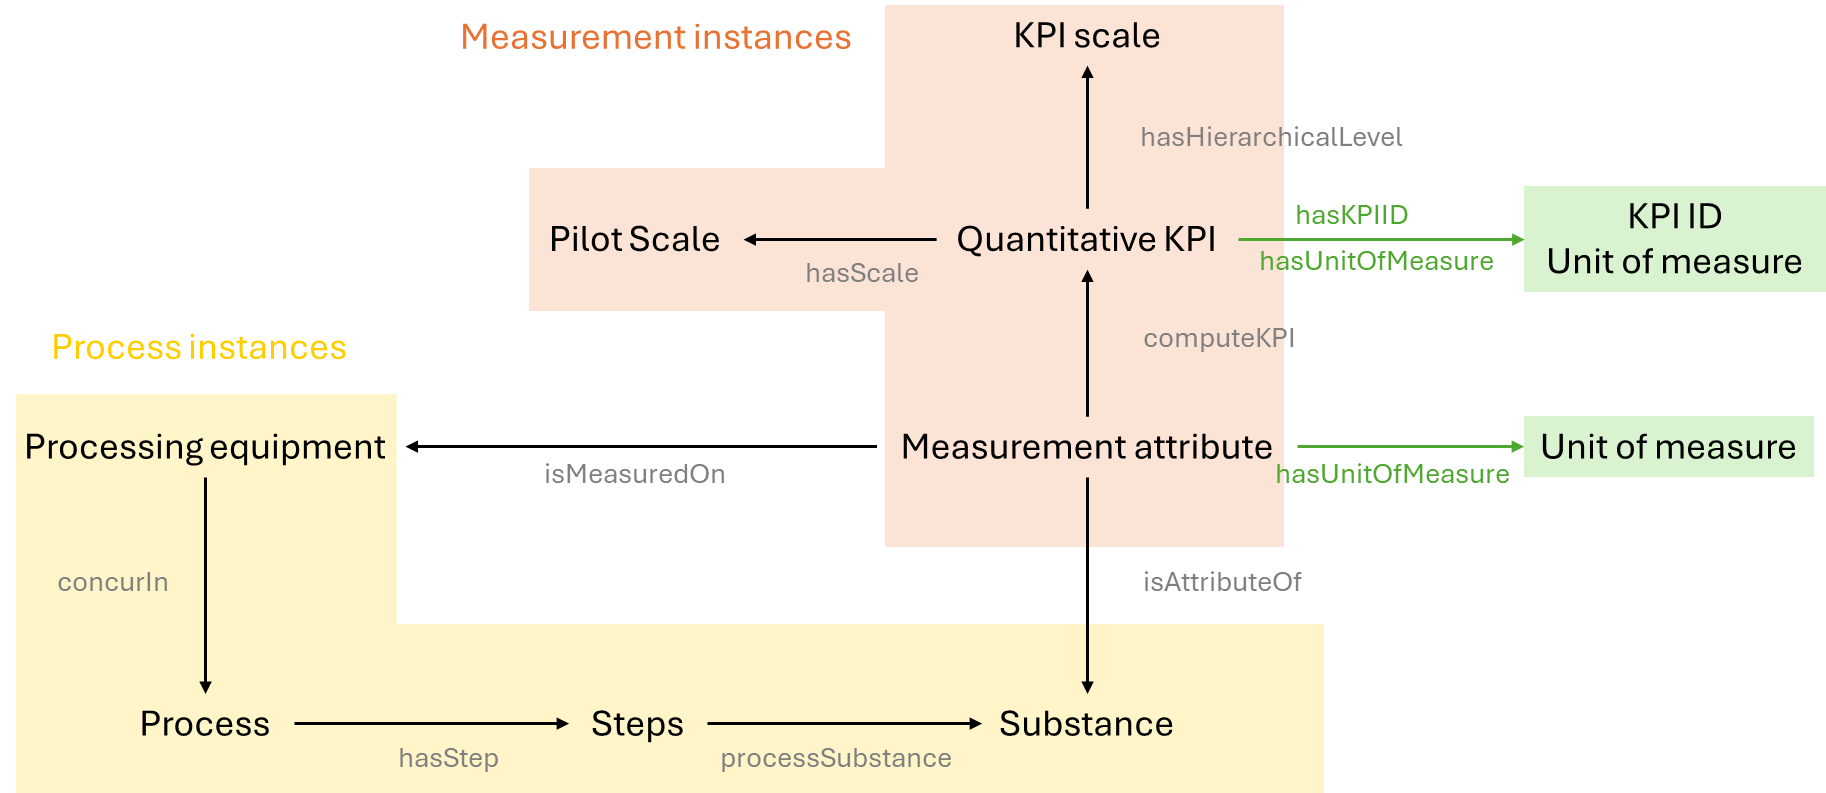 Measurement instances
KPI scale
hasHierarchicalLevel
Pilot Scale
hasScale
Quantitative KPI
hasKPIID
hasUnitOfMeasure
KPI ID
Unit of measure
computeKPI
Process instances
Processing equipment
isMeasuredOn
Measurement attribute
hasUnitOfMeasure
Unit of measure
concurIn
isAttributeOf
Process
hasStep
Steps
processSubstance
Substance